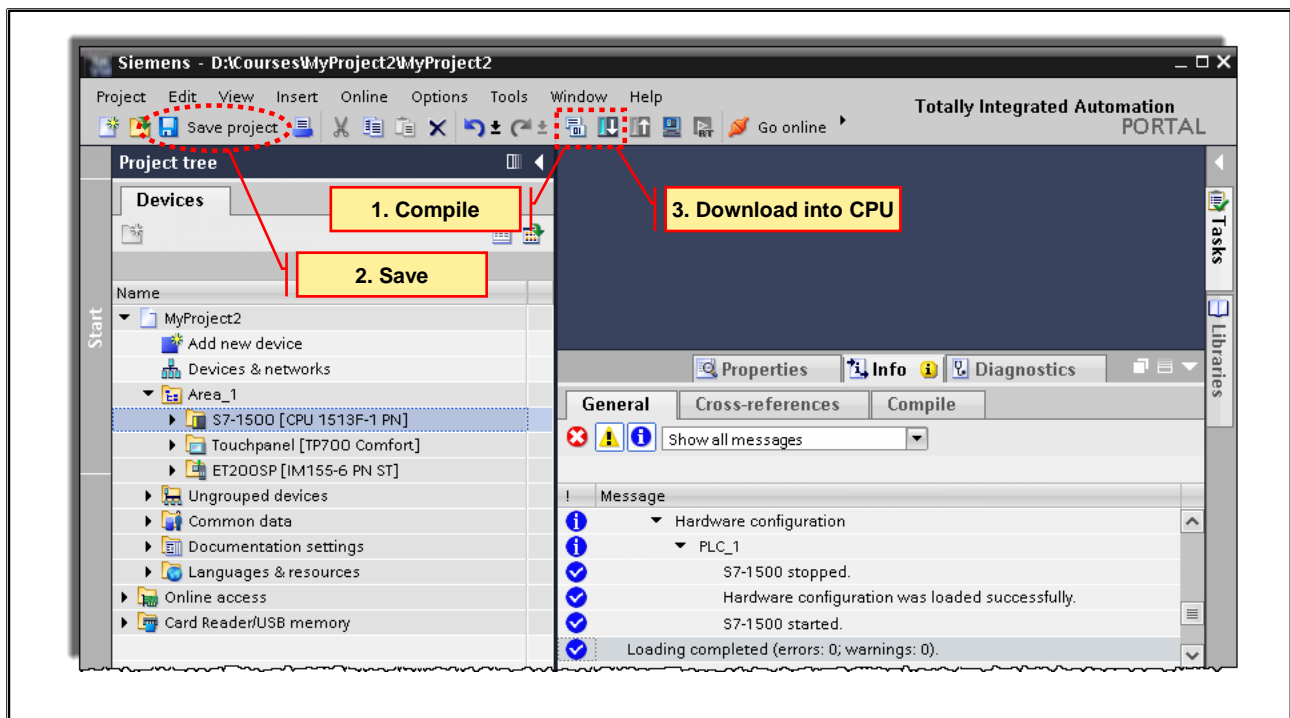 Siemens - D:\Courses\MyProject2\MyProject2
Project Edit View Insert Online Options Tools Window Help
Totally Integrated Automation
PORTAL
Save project
Go online
Project tree
Devices
1. Compile
3. Download into CPU
2. Save
Tasks
Libraries
Start
Name
MyProject2
Add new device
Devices & networks
Area_1
S7-1500 [CPU 1513F-1 PN]
Touchpanel [TP700 Comfort]
ET200SP [IM155-6 PN ST]
Ungrouped devices
Common data
Documentation settings
Languages & resources
Online access
Card Reader/USB memory
Properties Info Diagnostics
General Cross-references Compile
Show all messages
! Message
Hardware configuration
PLC_1
S7-1500 stopped.
Hardware configuration was loaded successfully.
S7-1500 started.
Loading completed (errors: 0; warnings: 0).